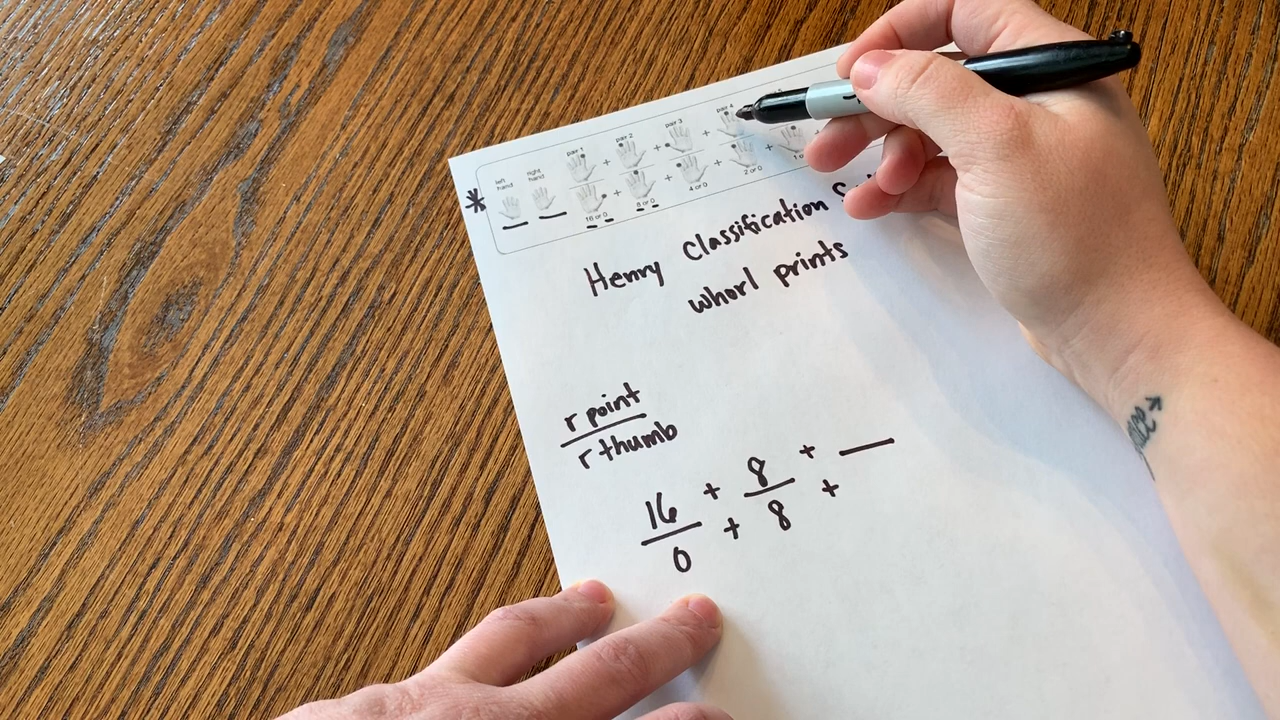 pair 1 + pair 2 + pair 3 + pair 4
left hand right hand
16 or 0 + 8 or 0 + 4 or 0 + 2 or 0 +
*
Henry Classification
whorl prints
r point
r thumb
16 + 8 + __
0 + 8 +